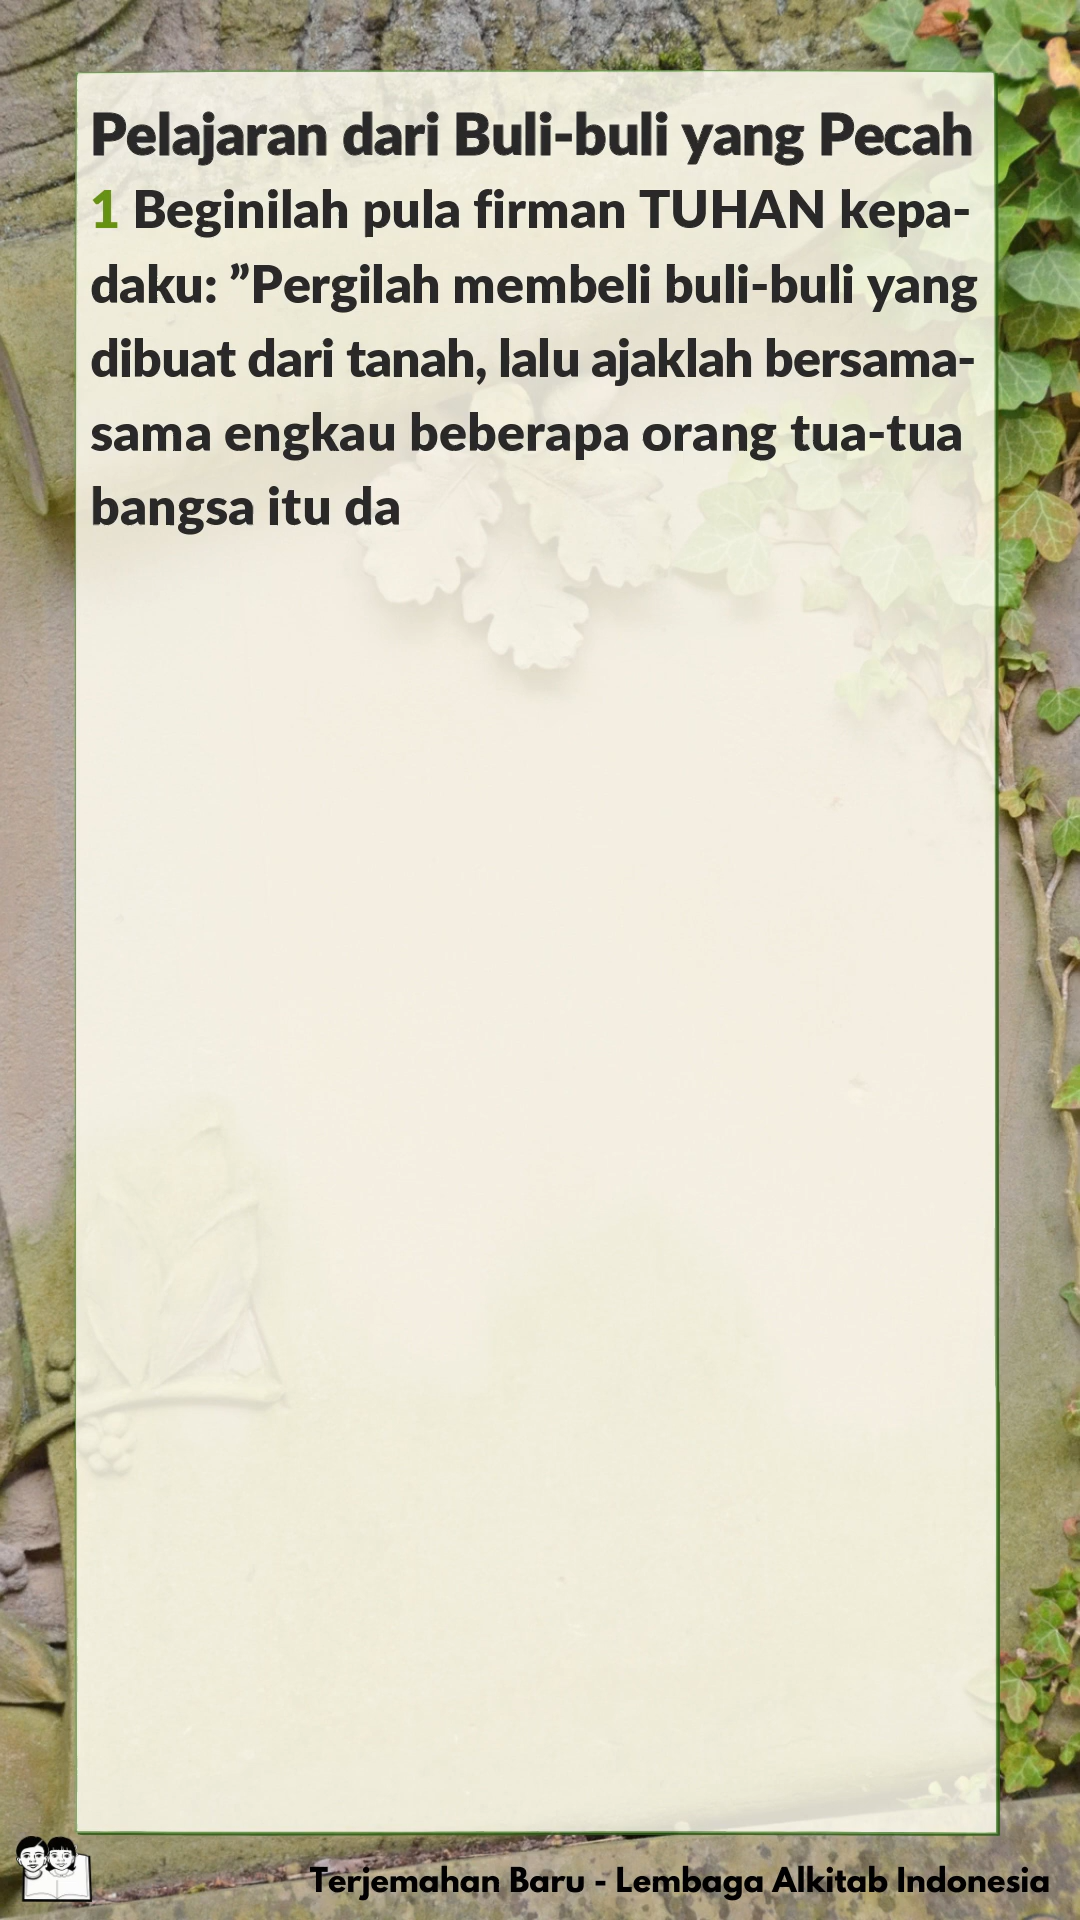 Pelajaran dari Buli-buli yang Pecah
1 Beginilah pula firman TUHAN kepa-
daku: ”Pergilah membeli buli-buli yang
dibuat dari tanah, lalu ajaklah bersama-
sama engkau beberapa orang tua-tua
bangsa itu da
Terjemahan Baru - Lembaga Alkitab Indonesia